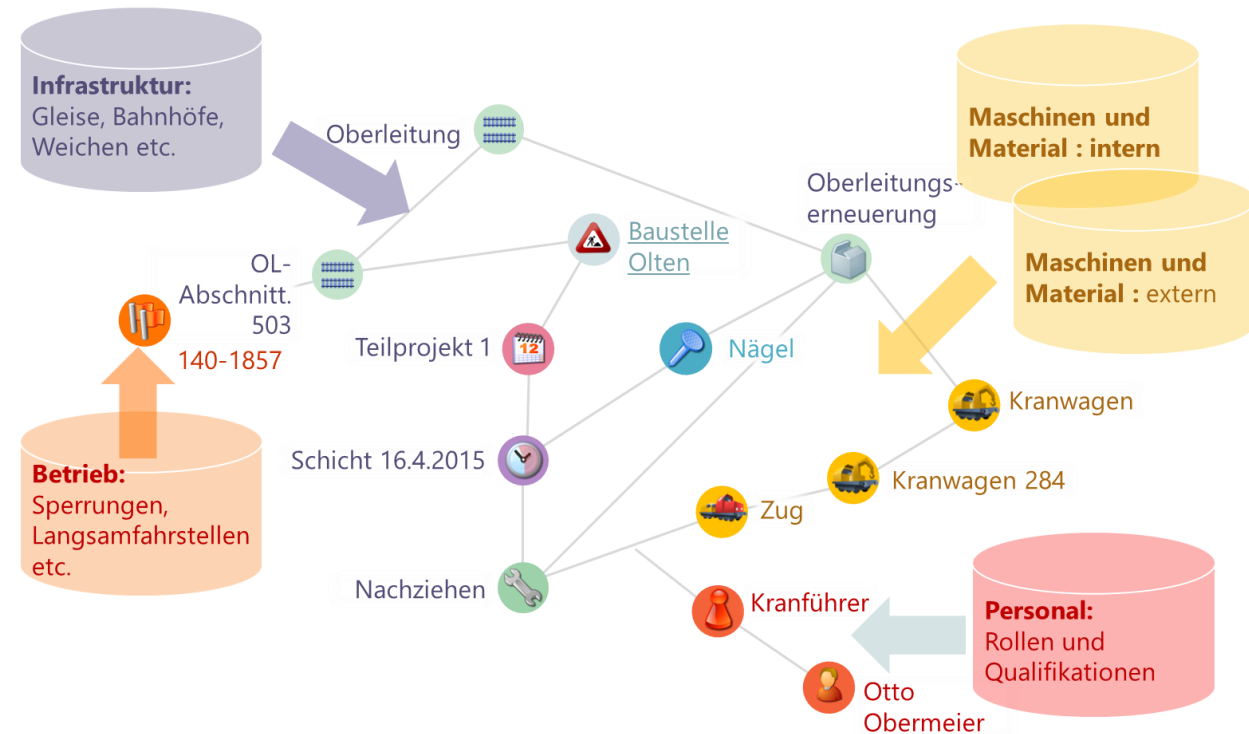 Infrastruktur:
Gleise, Bahnhöfe,
Weichen etc.
Oberleitung
Maschinen und
Material : intern
Oberleitungs-
erneuerung
Baustelle
Olten
Maschinen und
Material : extern
OL-
Abschnitt.
503
140-1857
Teilprojekt 1
12
Nägel
Kranwagen
Schicht 16.4.2015
Kranwagen 284
Betrieb:
Sperrungen,
Langsamfahrstellen
etc.
Zug
Nachziehen
Kranführer
Personal:
Rollen und
Qualifikationen
Otto
Obermeier